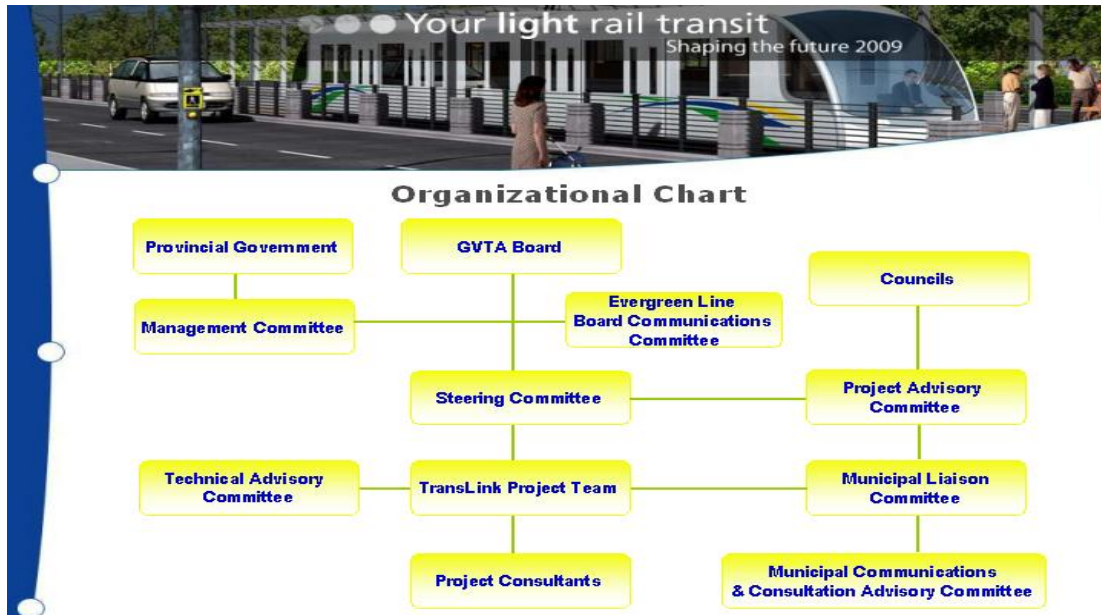 Your light rail transit
Shaping the future 2009
Organizational Chart
Provincial Government
GVTA Board
Councils
Management Committee
Evergreen Line
Board Communications
Committee
Steering Committee
Project Advisory
Committee
Technical Advisory
Committee
TransLink Project Team
Municipal Liaison
Committee
Project Consultants
Municipal Communications
& Consultation Advisory Committee